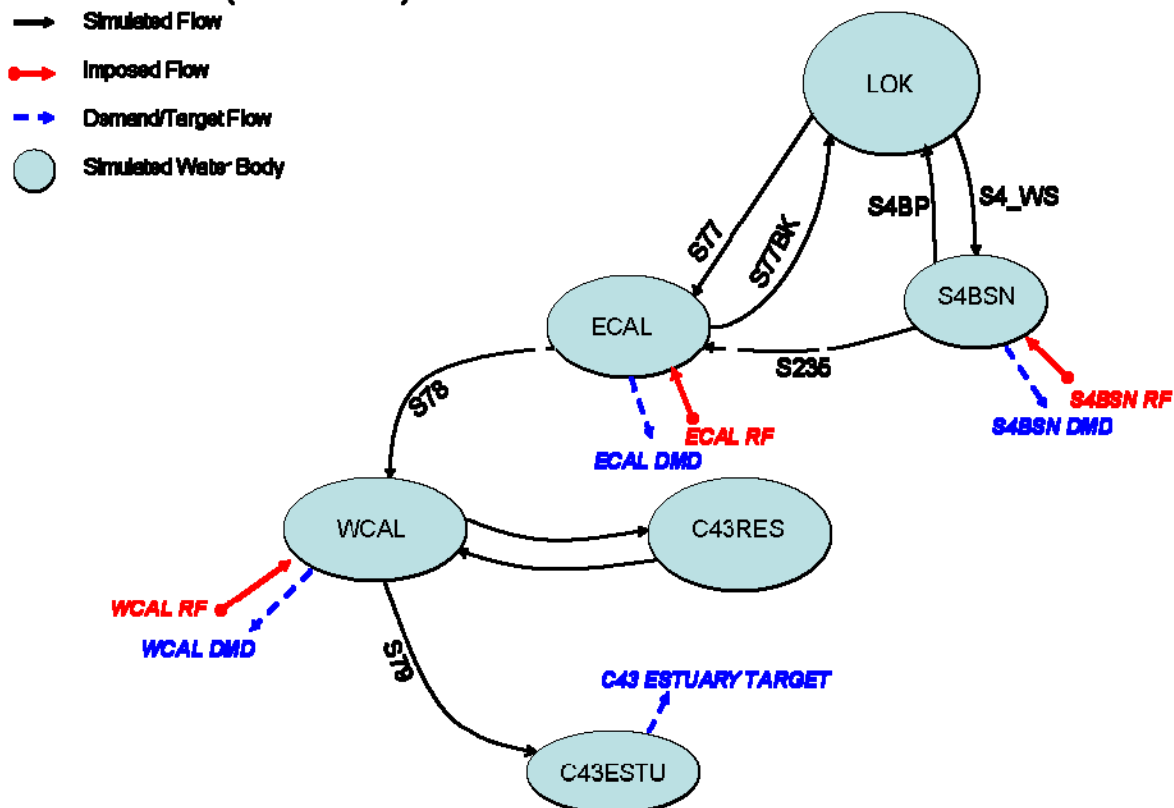 Simulated Flow
Imposed Flow
Demand/Target Flow
Simulated Water Body
LOK
S4BP
S4_WS
S77
S77BK
S4BSN
ECAL
S235
S78
S4BSN RF
S4BSN DMD
ECAL RF
ECAL DMD
WCAL
C43RES
WCAL RF
WCAL DMD
S79
C43 ESTUARY TARGET
C43ESTU